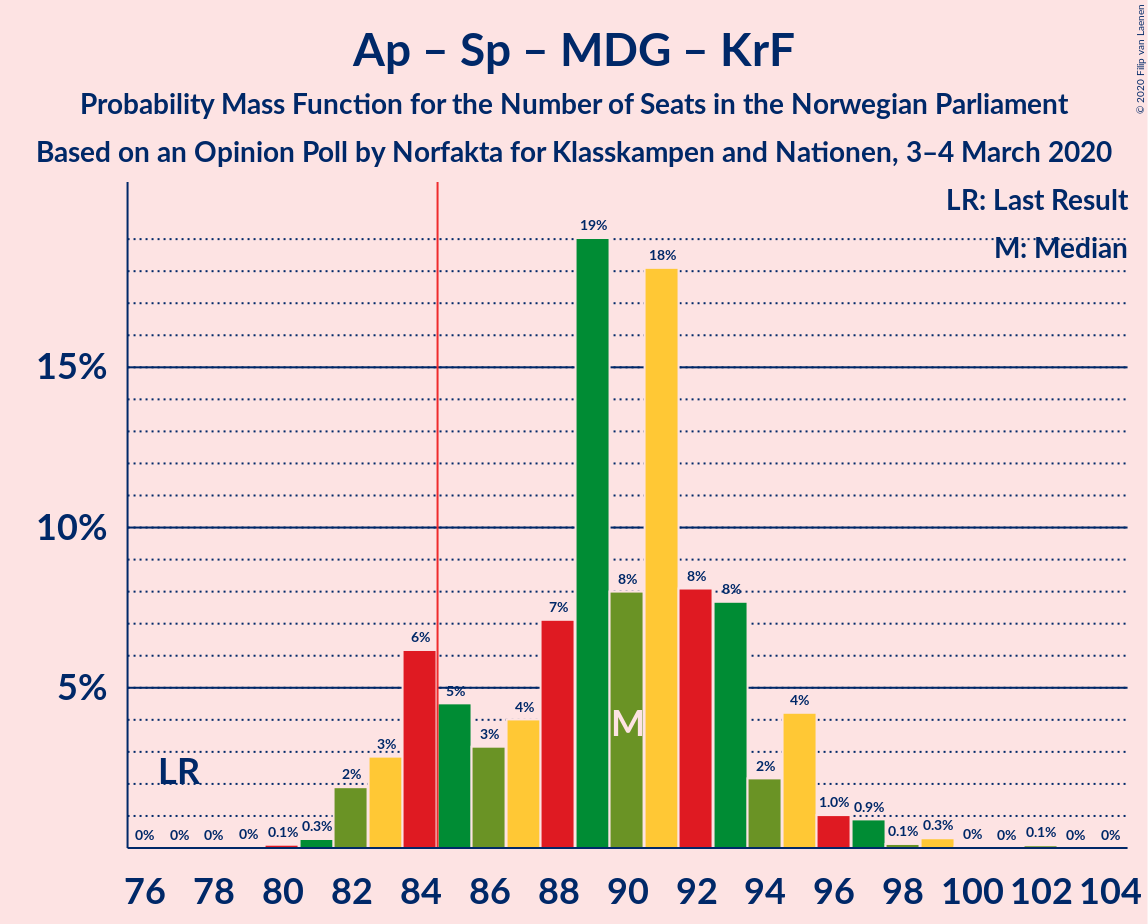 Ap – Sp – MDG – KrF
Probability Mass Function for the Number of Seats in the Norwegian Parliament
Based on an Opinion Poll by Norfakta for Klasskampen and Nationen, 3–4 March 2020
© 2020 Filip van Laenen
LR: Last Result
M: Median
15%
10%
5%
0% 0% 0% 0% 0.1% 0.3% 2% 3% 6% 5% 3% 4% 7% 19% 8% 18% 8% 8% 2% 4% 1.0% 0.9% 0.1% 0.3% 0% 0% 0.1% 0% 0%
LR
M
76 78 80 82 84 86 88 90 92 94 96 98 100 102 104